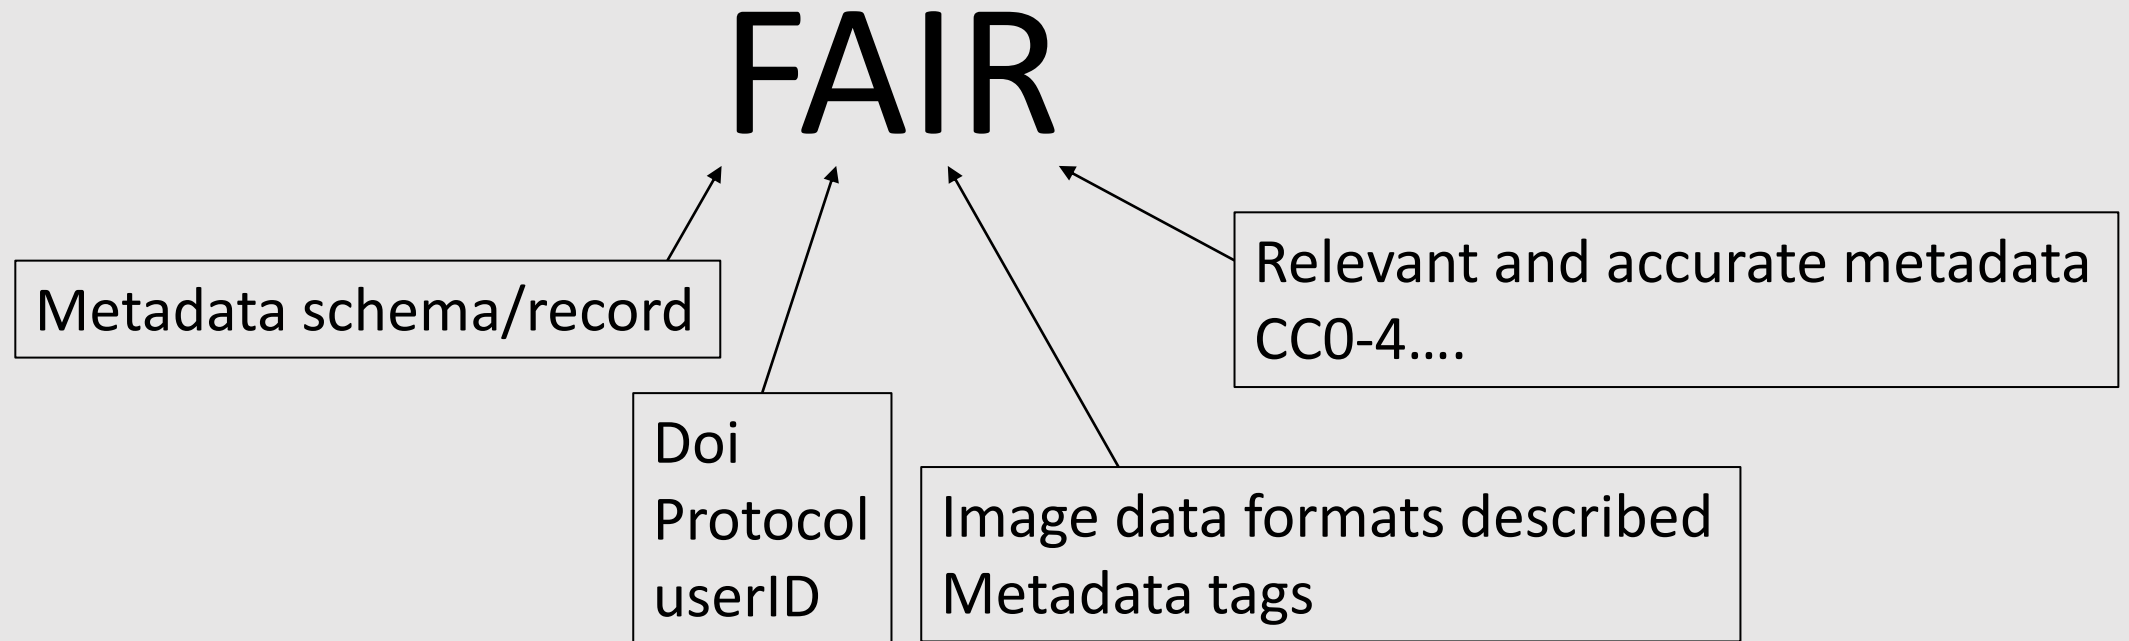 FAIR
Metadata schema/record
Doi
Protocol
userID
Image data formats described
Metadata tags
Relevant and accurate metadata
CC0-4....